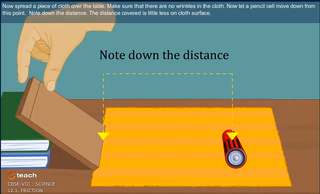 Now spread a piece of cloth over the table. Make sure that there are no wrinkles in the cloth. Now let a pencil cell move down from
this point. Note down the distance. The distance covered is little less on cloth surface.
Note down the distance
teach
CBSE-VIII : SCIENCE
12.1. FRICTION